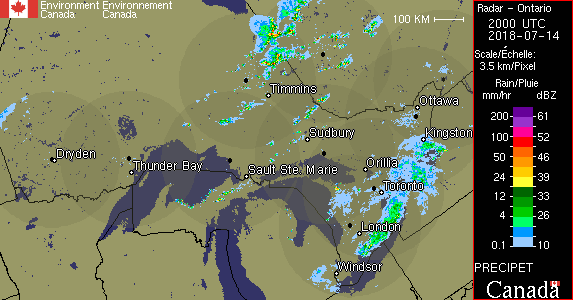 Environment Environnement
Canada Canada
100 KM
Timmins
Ottawa
Sudbury
Kingston
Dryden
Thunder Bay
Sault Ste. Marie
Orillia
Toronto
London
Windsor
Radar - Ontario
2000 UTC
2018-07-14
Scale/Échelle:
3.5 km/Pixel
Rain/Pluie
mm/hr dBZ
200 61
100 52
50 46
24 39
12 33
4 26
0.1 10
PRECIPET
Canada